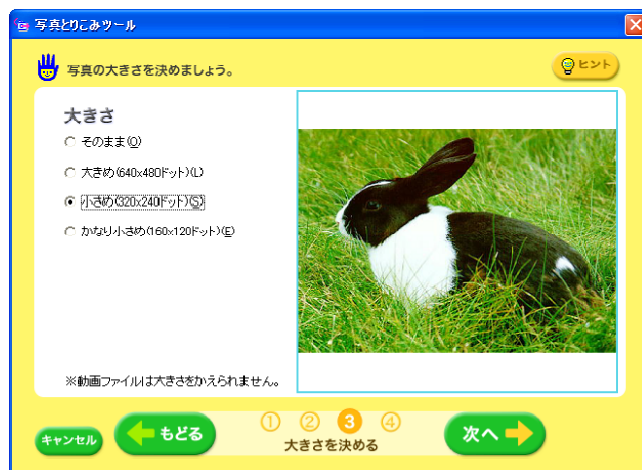 写真とりこみツール
写真の大きさを決めましょう。
ヒント
大きさ
そのまま(O)
大きめ(640x480ドット)(L)
小さめ(320x240ドット)(S)
かなり小さめ(160x120ドット)(E)
※動画ファイルは大きさをかえられません。
キャンセル
もどる
① ② ③ ④
大きさを決める
次へ